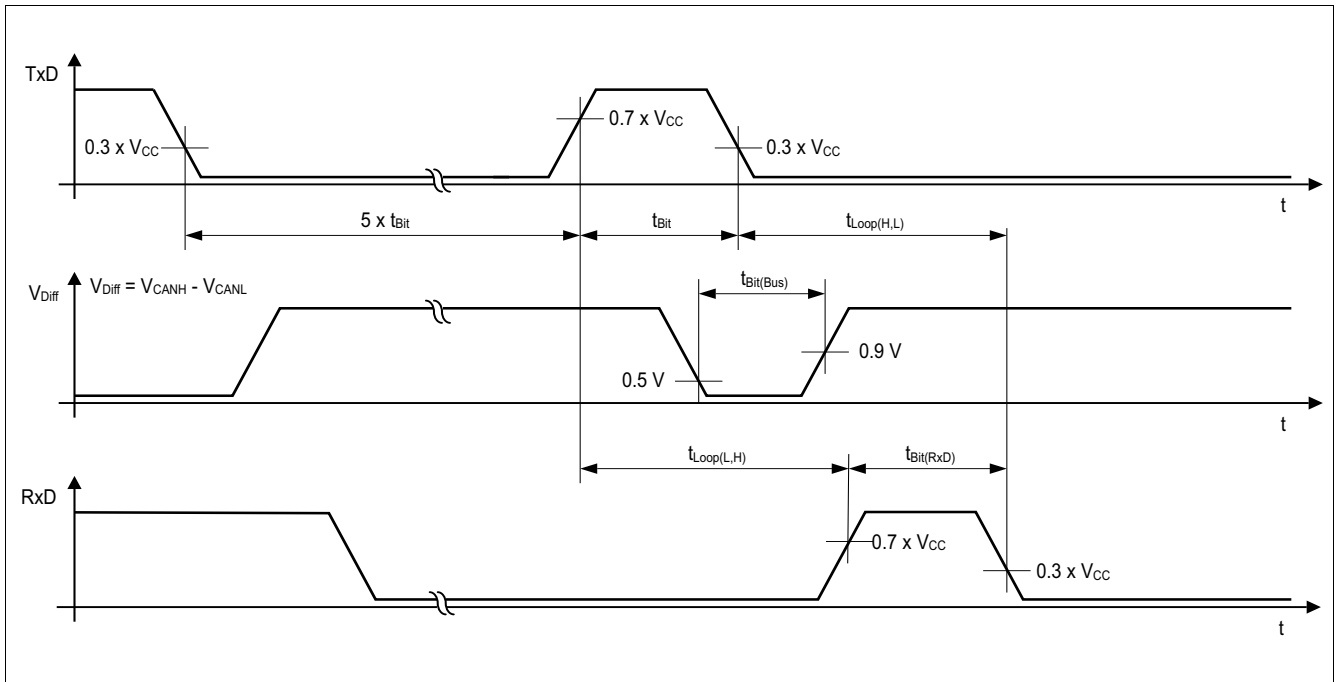 TxD
0.7 x VCC
0.3 x VCC
0.3 x VCC
t
5 x tBit
tBit
tLoop(H,L)
VDiff
VDiff = VCANH - VCANL
tBit(Bus)
0.9 V
0.5 V
t
tLoop(L,H)
tBit(RxD)
RxD
0.7 x VCC
0.3 x VCC
t